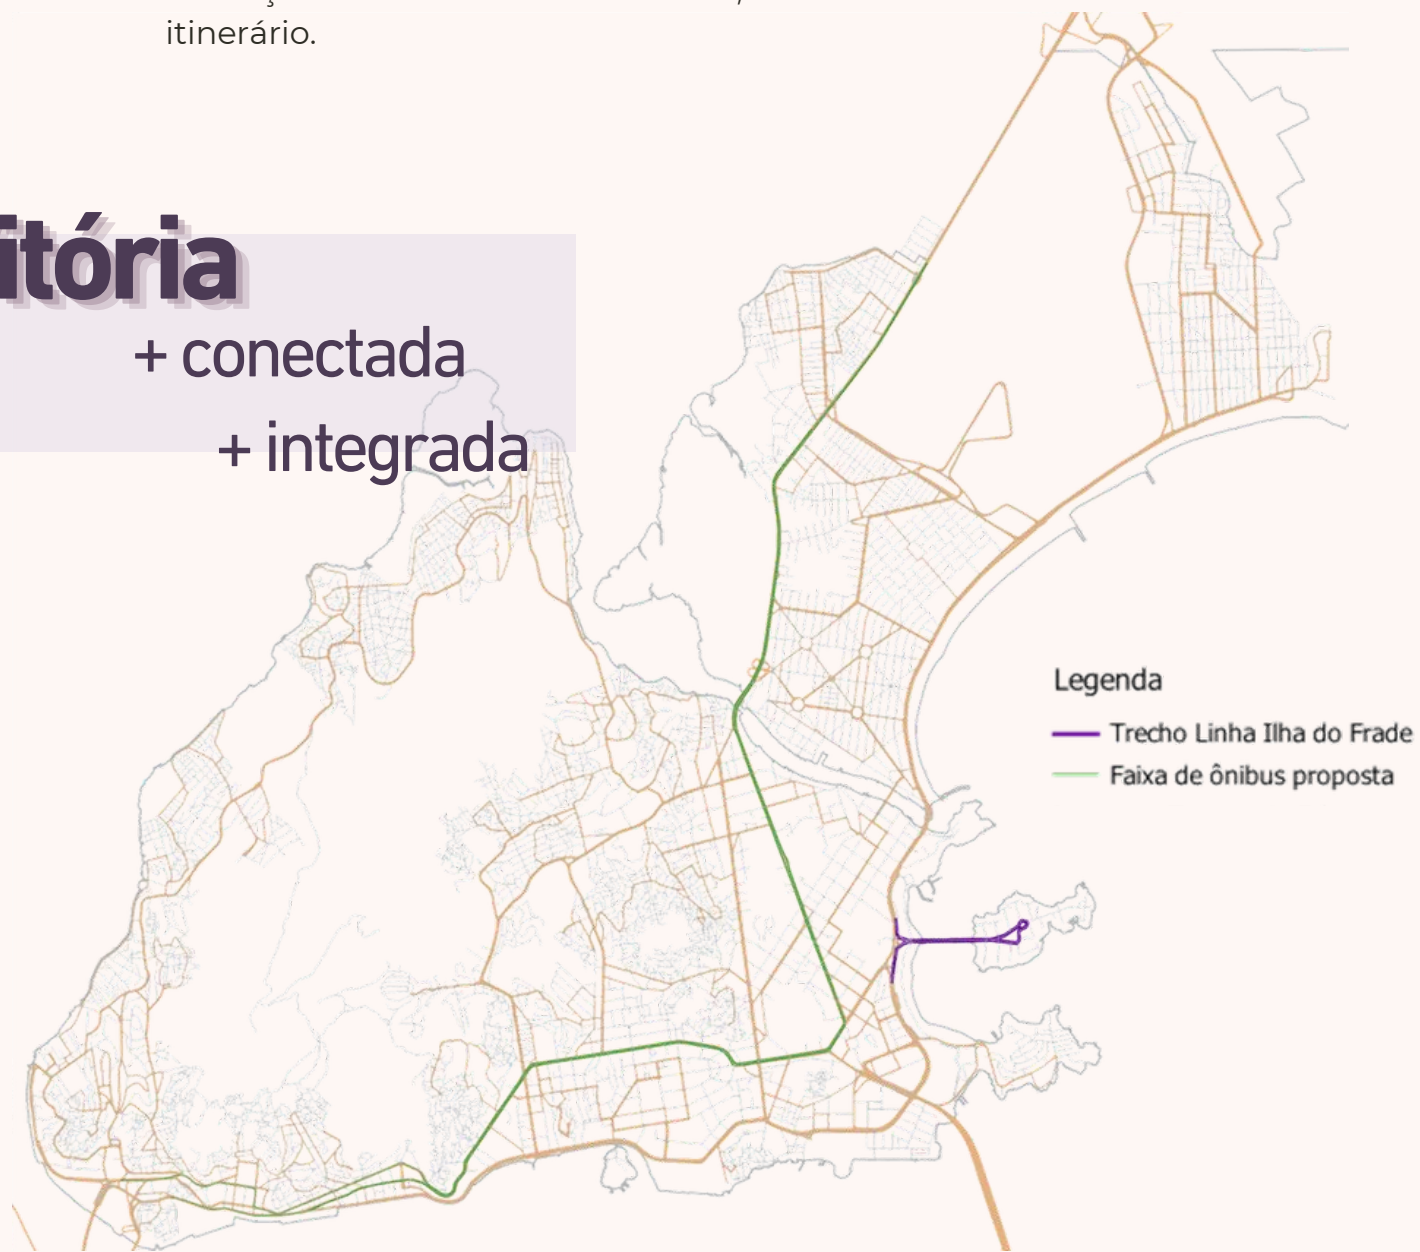 itinerário.
itória
+ conectada
+ integrada
Legenda
Trecho Linha Ilha do Frade
Faixa de ônibus proposta